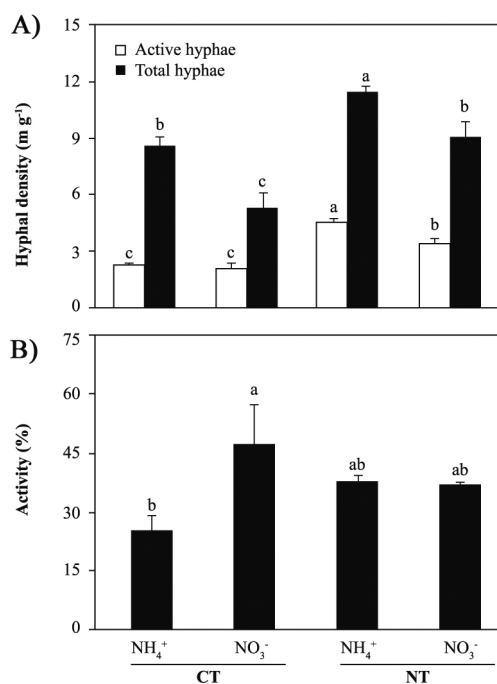 A)
Hyphal density (m g⁻¹)
15
12
9
6
3
0
Active hyphae
Total hyphae
c
b
c
c
a
a
b
b
B)
Activity (%)
75
60
45
30
15
0
b
a
ab
ab
NH₄⁺ NO₃⁻ NH₄⁺ NO₃⁻
CT NT